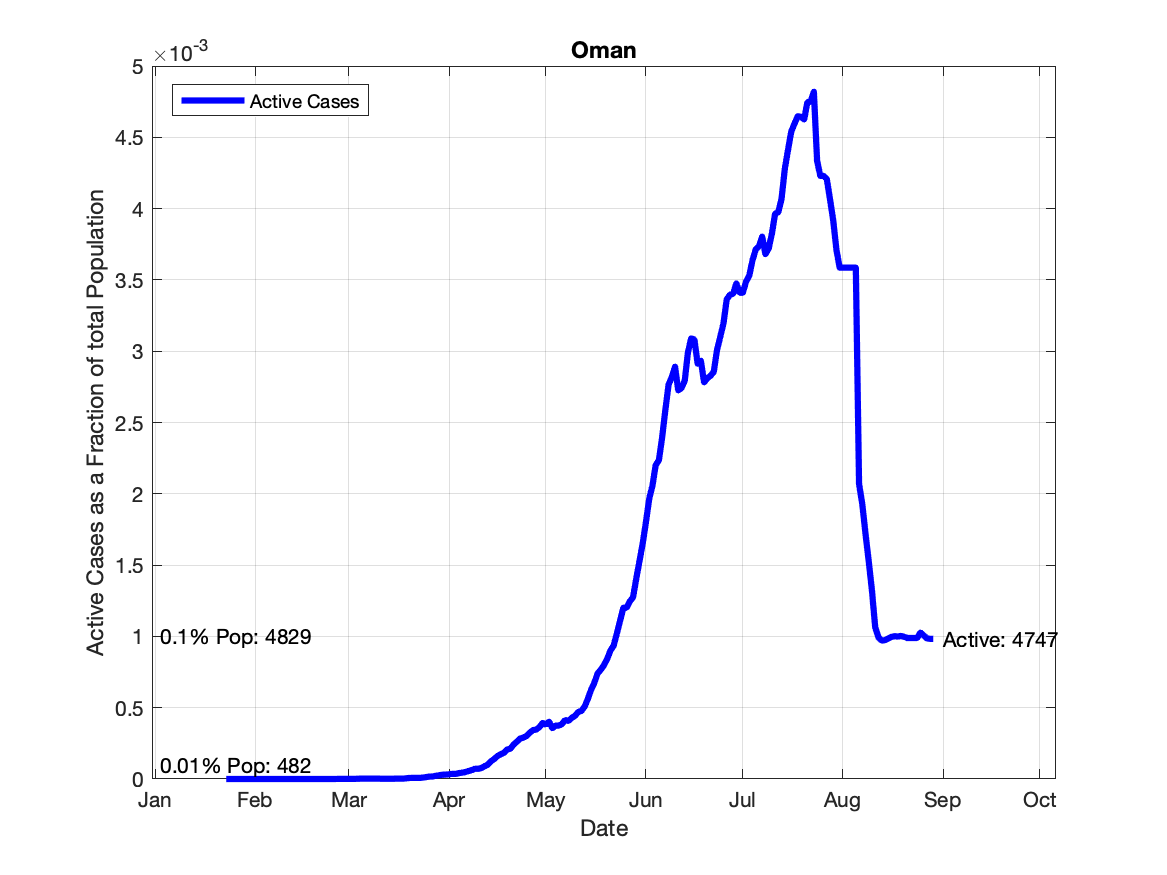 Oman
×10-3
Active Cases
5
4.5
4
3.5
3
2.5
2
1.5
1
0.5
0
Active Cases as a Fraction of total Population
0.1% Pop: 4829
0.01% Pop: 482
Active: 4747
Jan Feb Mar Apr May Jun Jul Aug Sep Oct
Date